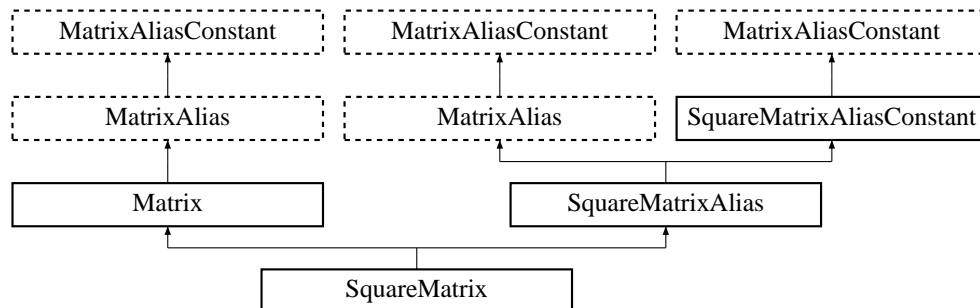 MatrixAliasConstant MatrixAliasConstant MatrixAliasConstant
MatrixAlias MatrixAlias SquareMatrixAliasConstant
Matrix SquareMatrixAlias
SquareMatrix